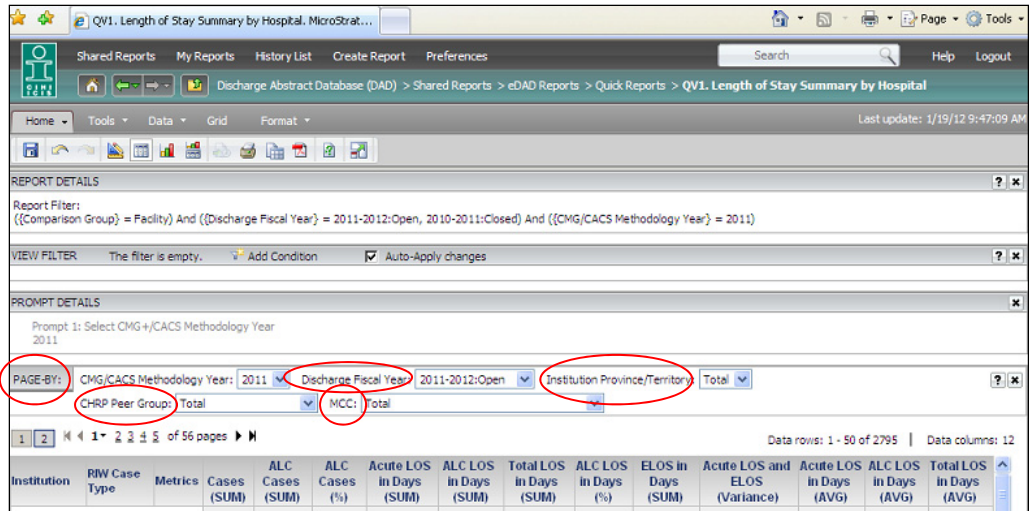 QV1. Length of Stay Summary by Hospital. MicroStrat...
Page Tools
Shared Reports My Reports History List Create Report Preferences Search Help Logout
Discharge Abstract Database (DAD) > Shared Reports > eDAD Reports > Quick Reports > QV1. Length of Stay Summary by Hospital
Home Tools Data Grid Format Last update: 1/19/12 9:47:09 AM
REPORT DETAILS
Report Filter:
({Comparison Group} = Facility) And ({Discharge Fiscal Year} = 2011-2012:Open, 2010-2011:Closed) And ({CMG/CACS Methodology Year} = 2011)
VIEW FILTER The filter is empty. Add Condition Auto-Apply changes
PROMPT DETAILS
Prompt 1: Select CMG+/CACS Methodology Year
2011
PAGE-BY: CMG/CACS Methodology Year: 2011 Discharge Fiscal Year: 2011-2012:Open Institution Province/Territory: Total
CHRP Peer Group: Total MCC: Total
1 2 1 2 3 4 5 of 56 pages Data rows: 1 - 50 of 2795 | Data columns: 12
Institution RIW Case Type Metrics Cases (SUM) ALC Cases (SUM) ALC Cases (%) Acute LOS in Days (SUM) ALC LOS in Days (SUM) Total LOS in Days (SUM) ALC LOS in Days (%) ELOS in Days (SUM) Acute LOS and ELOS (Variance) Acute LOS in Days (AVG) ALC LOS in Days (AVG) Total LOS in Days (AVG)